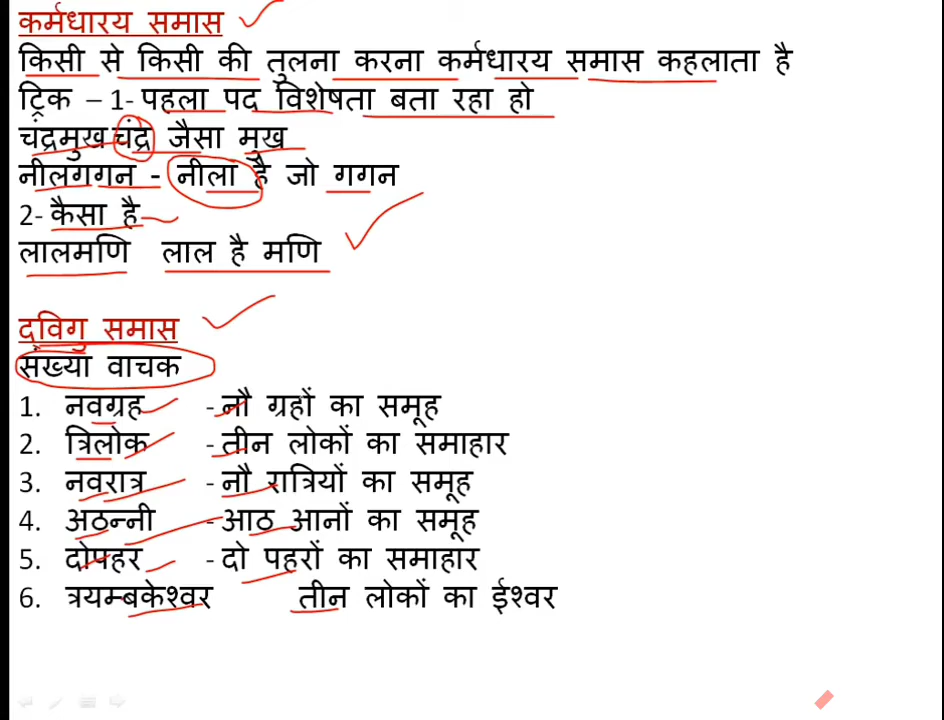 कर्मधारय समास
किसी से किसी की तुलना करना कर्मधारय समास कहलाता है
ट्रिक – 1- पहला पद विशेषता बता रहा हो
चंद्रमुख चंद्र जैसा मुख
नीलगगन - नीला है जो गगन
2- कैसा है
लालमणि लाल है मणि
द्विगु समास
संख्या वाचक
1. नवग्रह - नौ ग्रहों का समूह
2. त्रिलोक - तीन लोकों का समाहार
3. नवरात्र - नौ रात्रियों का समूह
4. अठन्नी - आठ आनों का समूह
5. दोपहर - दो पहरों का समाहार
6. त्रयम्बकेश्वर तीन लोकों का ईश्वर